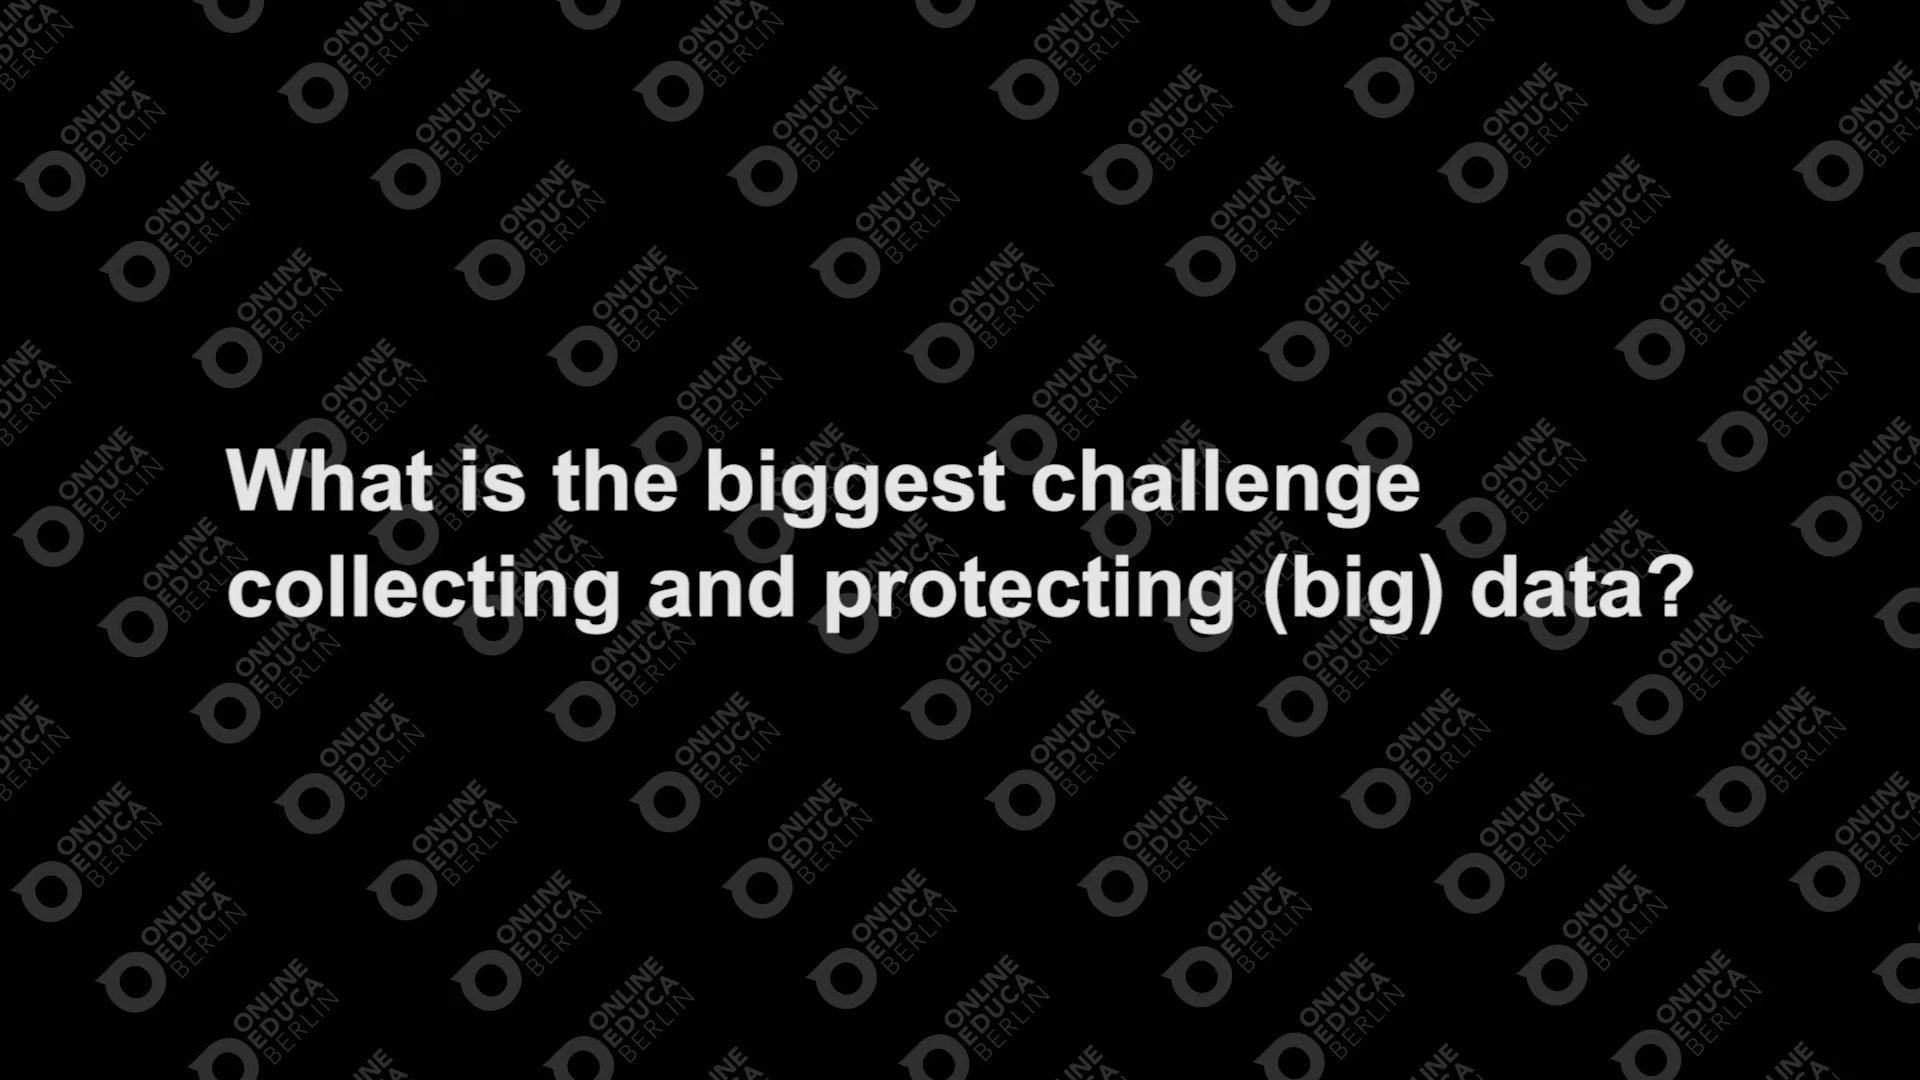 What is the biggest challenge
collecting and protecting (big) data?
ONLINE
EDUCA
BERLIN